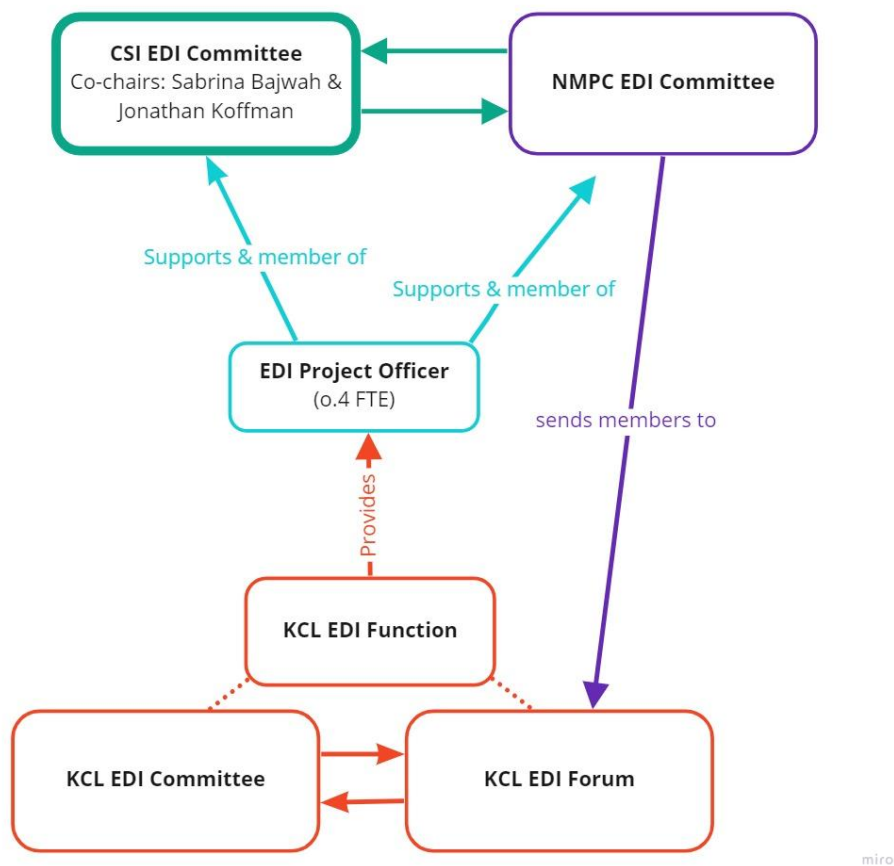 CSI EDI Committee
Co-chairs: Sabrina Bajwah &
Jonathan Koffman
NMPC EDI Committee
Supports & member of
Supports & member of
EDI Project Officer
(o.4 FTE)
sends members to
Provides
KCL EDI Function
KCL EDI Committee
KCL EDI Forum
miro